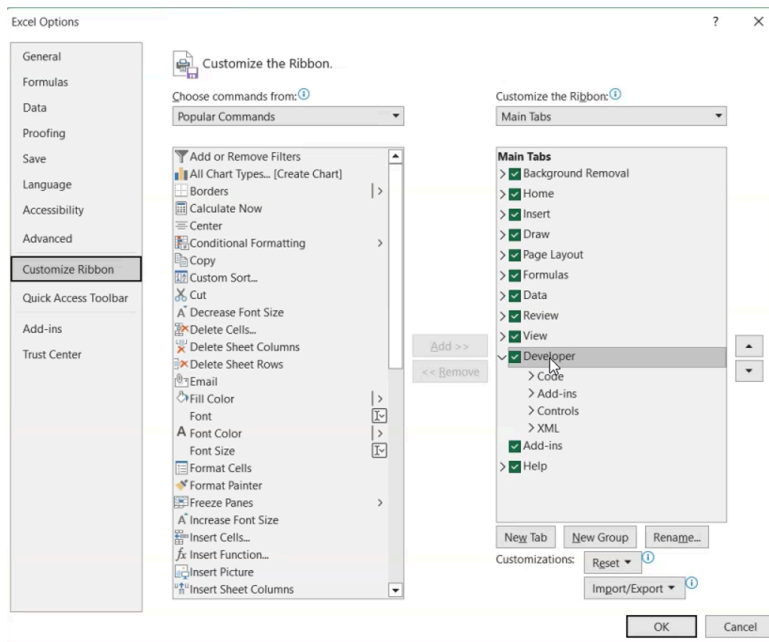 Excel Options
?
General
Formulas
Data
Proofing
Save
Language
Accessibility
Advanced
Customize Ribbon
Quick Access Toolbar
Add-ins
Trust Center
Customize the Ribbon.
Choose commands from:
Popular Commands
Add or Remove Filters
All Chart Types... [Create Chart]
Borders
Calculate Now
Center
Conditional Formatting
Copy
Custom Sort...
Cut
Decrease Font Size
Delete Cells...
Delete Sheet Columns
Delete Sheet Rows
Email
Fill Color
Font
Font Color
Font Size
Format Cells
Format Painter
Freeze Panes
Increase Font Size
Insert Cells...
Insert Function...
Insert Picture
Insert Sheet Columns
Add >>
<< Remove
Customize the Ribbon:
Main Tabs
Main Tabs
Background Removal
Home
Insert
Draw
Page Layout
Formulas
Data
Review
View
Developer
Code
Add-ins
Controls
XML
Add-ins
Help
New Tab
New Group
Rename...
Customizations:
Reset
Import/Export
OK
Cancel